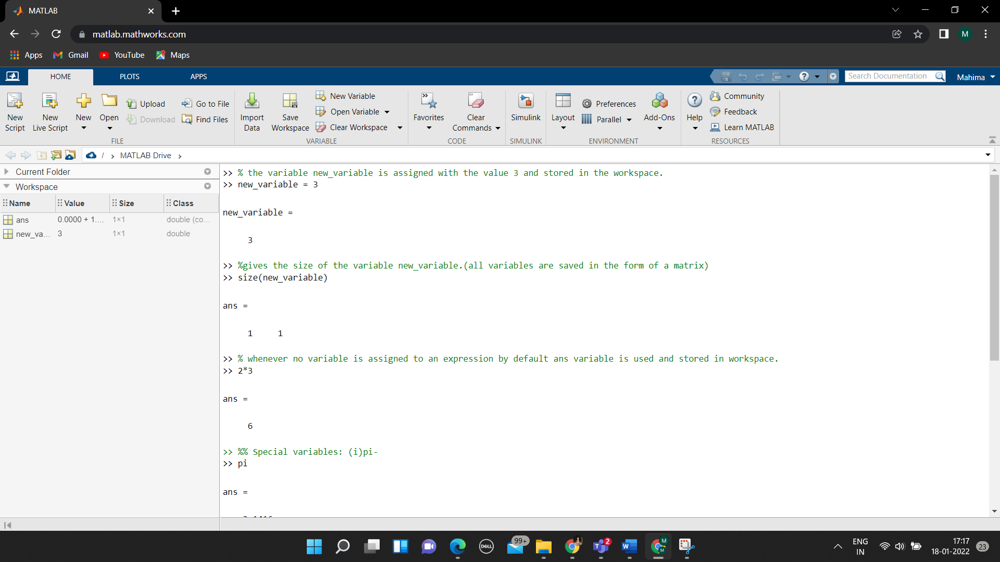 MATLAB
matlab.mathworks.com
M
Apps Gmail YouTube Maps
HOME PLOTS APPS
Search Documentation
Mahima
New Script
New Live Script
New
Open
Upload
Download
Go to File
Find Files
FILE
Import Data
Save Workspace
New Variable
Open Variable
Clear Workspace
VARIABLE
Favorites
Clear Commands
CODE
Simulink
SIMULINK
Layout
Preferences
Parallel
Add-Ons
ENVIRONMENT
Help
Community
Feedback
Learn MATLAB
RESOURCES
/ › MATLAB Drive ›
Current Folder
Workspace
Name Value Size Class
ans 0.0000 + 1.... 1×1 double (co...
new_va... 3 1×1 double
>> % the variable new_variable is assigned with the value 3 and stored in the workspace.
>> new_variable = 3
new_variable =
3
>> %gives the size of the variable new_variable.(all variables are saved in the form of a matrix)
>> size(new_variable)
ans =
1 1
>> % whenever no variable is assigned to an expression by default ans variable is used and stored in workspace.
>> 2*3
ans =
6
>> %% Special variables: (i)pi-
>> pi
ans =
DELL
99+
2
W
M
M
ENG
IN
17:17
18-01-2022
23